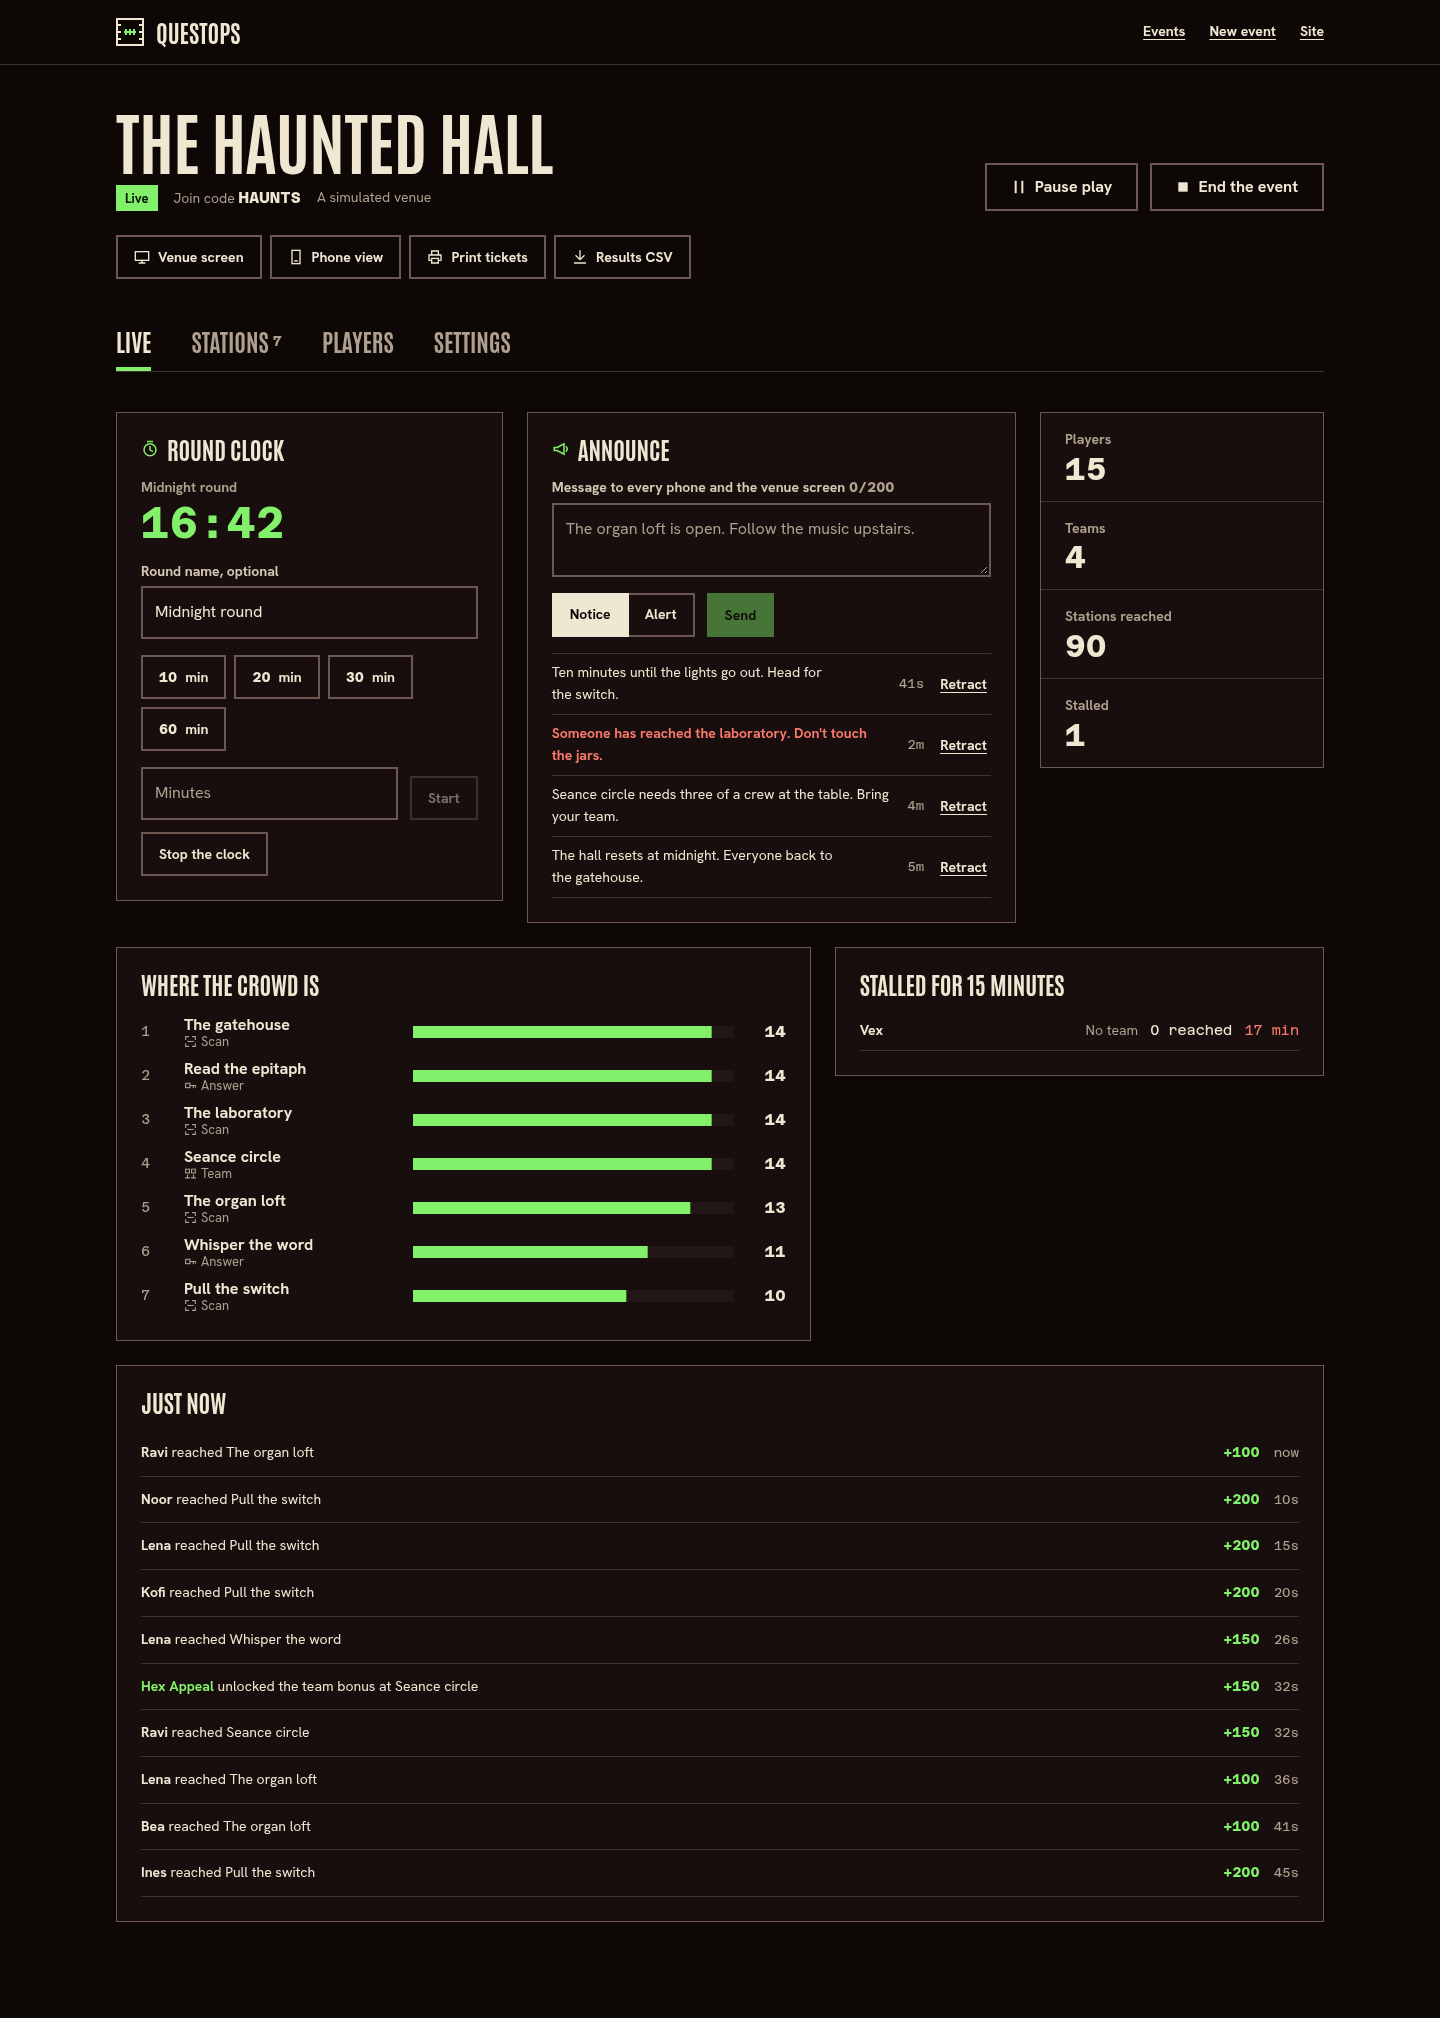 QUESTOPS
Events
New event
Site
THE HAUNTED HALL
Live
Join code HAUNTS
A simulated venue
Pause play
End the event
Venue screen
Phone view
Print tickets
Results CSV
LIVE
STATIONS 7
PLAYERS
SETTINGS
ROUND CLOCK
Midnight round
16:42
Round name, optional
Midnight round
10 min
20 min
30 min
60 min
Minutes
Start
Stop the clock
ANNOUNCE
Message to every phone and the venue screen 0/200
The organ loft is open. Follow the music upstairs.
Notice
Alert
Send
Ten minutes until the lights go out. Head for
the switch.
41s
Retract
Someone has reached the laboratory. Don't touch
the jars.
2m
Retract
Seance circle needs three of a crew at the table. Bring
your team.
4m
Retract
The hall resets at midnight. Everyone back to
the gatehouse.
5m
Retract
Players
15
Teams
4
Stations reached
90
Stalled
1
WHERE THE CROWD IS
1
The gatehouse
Scan
14
2
Read the epitaph
Answer
14
3
The laboratory
Scan
14
4
Seance circle
Team
14
5
The organ loft
Scan
13
6
Whisper the word
Answer
11
7
Pull the switch
Scan
10
STALLED FOR 15 MINUTES
Vex
No team
0 reached
17 min
JUST NOW
Ravi reached The organ loft +100 now
Noor reached Pull the switch +200 10s
Lena reached Pull the switch +200 15s
Kofi reached Pull the switch +200 20s
Lena reached Whisper the word +150 26s
Hex Appeal unlocked the team bonus at Seance circle +150 32s
Ravi reached Seance circle +150 32s
Lena reached The organ loft +100 36s
Bea reached The organ loft +100 41s
Ines reached Pull the switch +200 45s